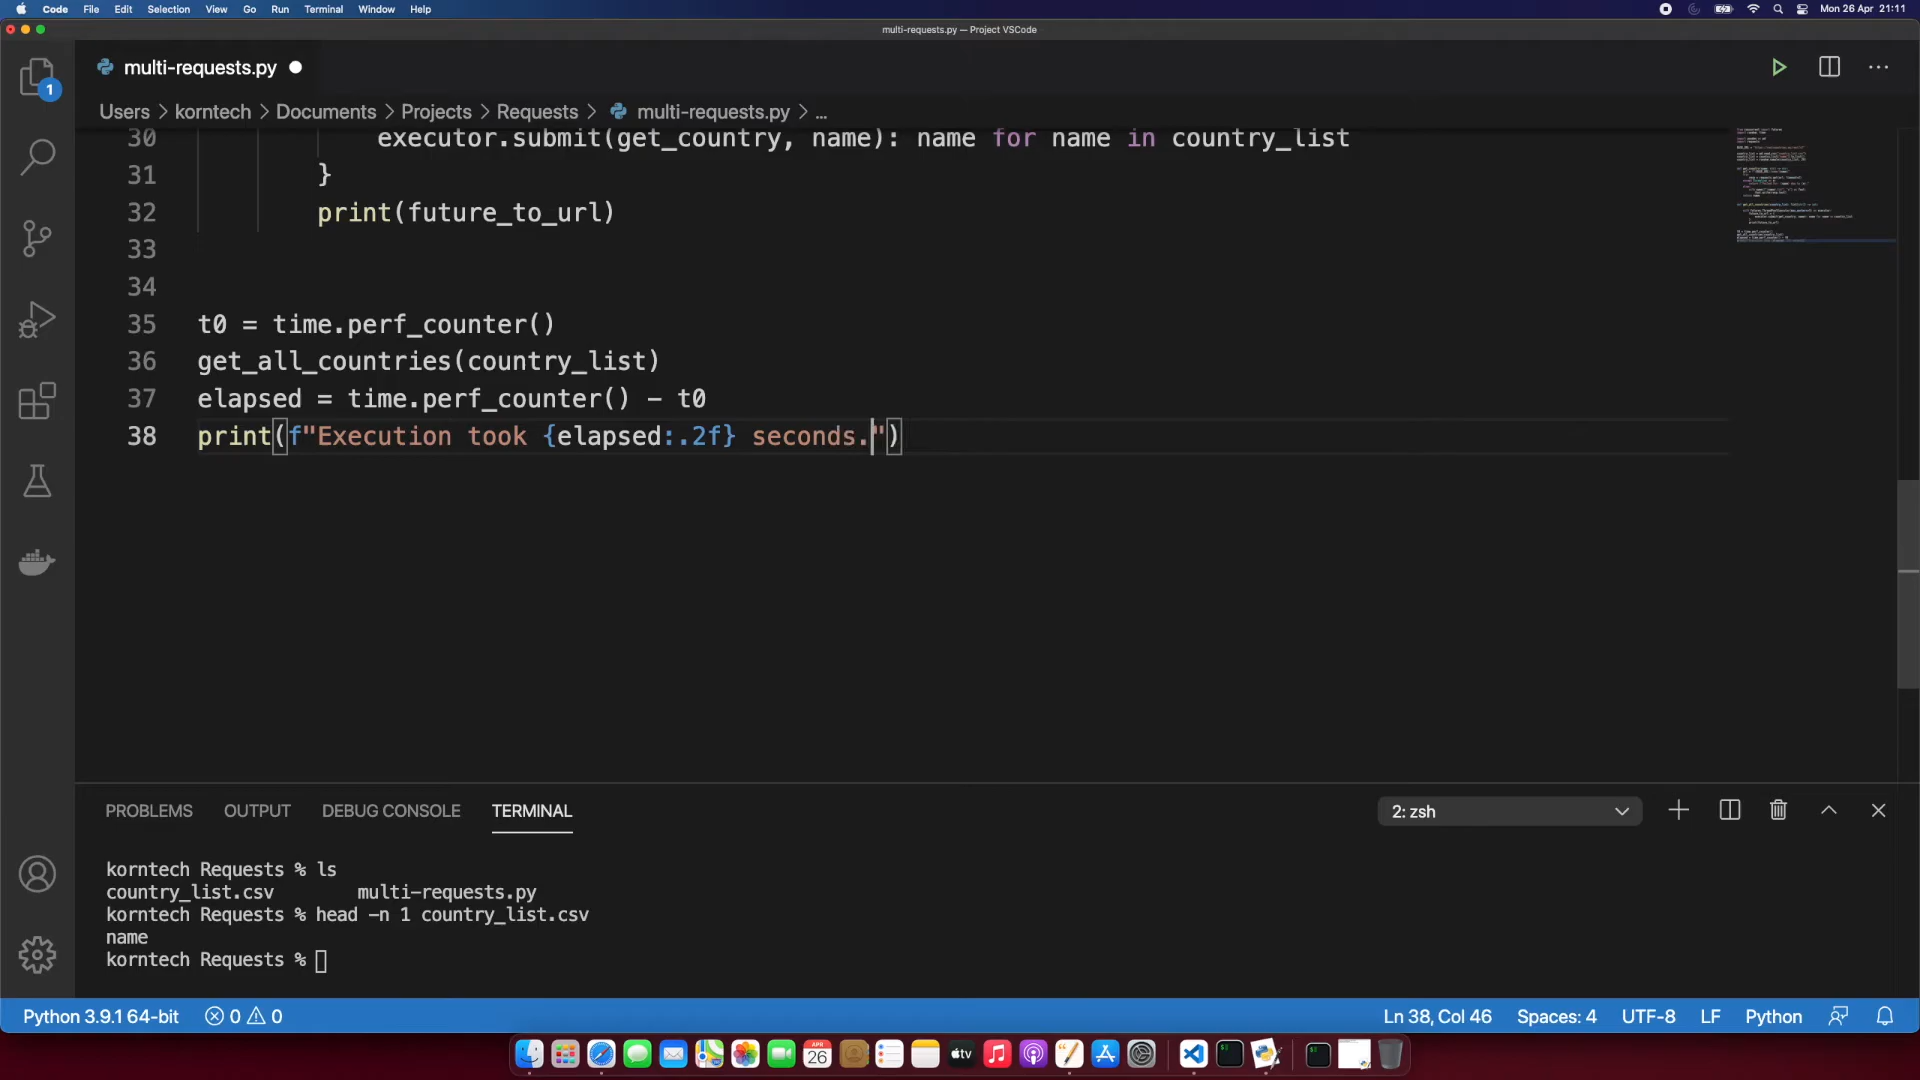 Code File Edit Selection View Go Run Terminal Window Help Mon 26 Apr 21:11
multi-requests.py — Project VSCode
multi-requests.py
1
Users > korntech > Documents > Projects > Requests > multi-requests.py > ...
30 executor.submit(get_country, name): name for name in country_list
31 }
32 print(future_to_url)
33
34
35 t0 = time.perf_counter()
36 get_all_countries(country_list)
37 elapsed = time.perf_counter() - t0
38 print(f"Execution took {elapsed:.2f} seconds.")
PROBLEMS OUTPUT DEBUG CONSOLE TERMINAL 2: zsh
korntech Requests % ls
country_list.csv multi-requests.py
korntech Requests % head -n 1 country_list.csv
name
korntech Requests %
Python 3.9.1 64-bit 0 0 Ln 38, Col 46 Spaces: 4 UTF-8 LF Python
APR
26
tv